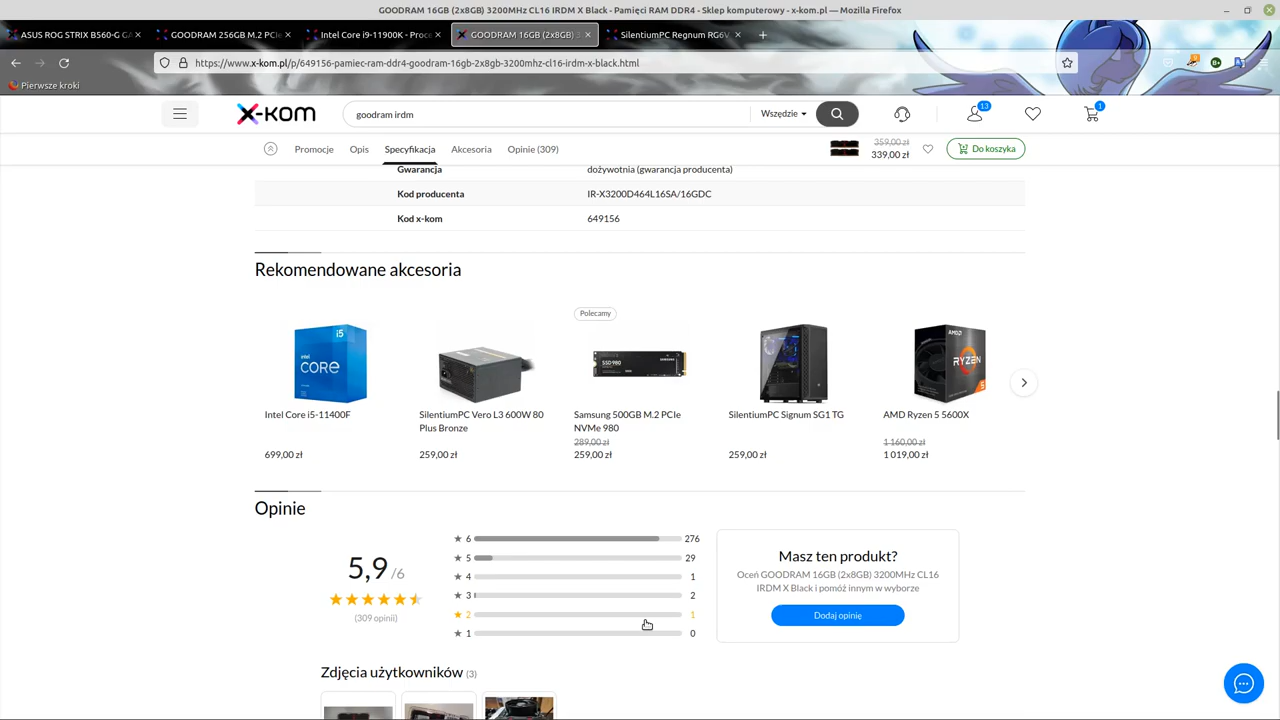 GOODRAM 16GB (2x8GB) 3200MHz CL16 IRDM X Black - Pamięci RAM DDR4 - Sklep komputerowy - x-kom.pl — Mozilla Firefox
ASUS ROG STRIX B560-G GA
GOODRAM 256GB M.2 PCIe
Intel Core i9-11900K - Proce
GOODRAM 16GB (2x8GB) 3
SilentiumPC Regnum RG6V
https://www.x-kom.pl/p/649156-pamiec-ram-ddr4-goodram-16gb-2x8gb-3200mhz-cl16-irdm-x-black.html
Pierwsze kroki
x-kom
goodram irdm
Wszędzie
13
1
Promocje
Opis
Specyfikacja
Akcesoria
Opinie (309)
359,00 zł
339,00 zł
Do koszyka
Gwarancja
dożywotnia (gwarancja producenta)
Kod producenta
IR-X3200D464L16SA/16GDC
Kod x-kom
649156
Rekomendowane akcesoria
Polecamy
Intel Core i5-11400F
699,00 zł
SilentiumPC Vero L3 600W 80
Plus Bronze
259,00 zł
Samsung 500GB M.2 PCIe
NVMe 980
289,00 zł
259,00 zł
SilentiumPC Signum SG1 TG
259,00 zł
AMD Ryzen 5 5600X
1 160,00 zł
1 019,00 zł
Opinie
5,9 /6
(309 opinii)
6 276
5 29
4 1
3 2
2 1
1 0
Masz ten produkt?
Oceń GOODRAM 16GB (2x8GB) 3200MHz CL16
IRDM X Black i pomóż innym w wyborze
Dodaj opinię
Zdjęcia użytkowników (3)